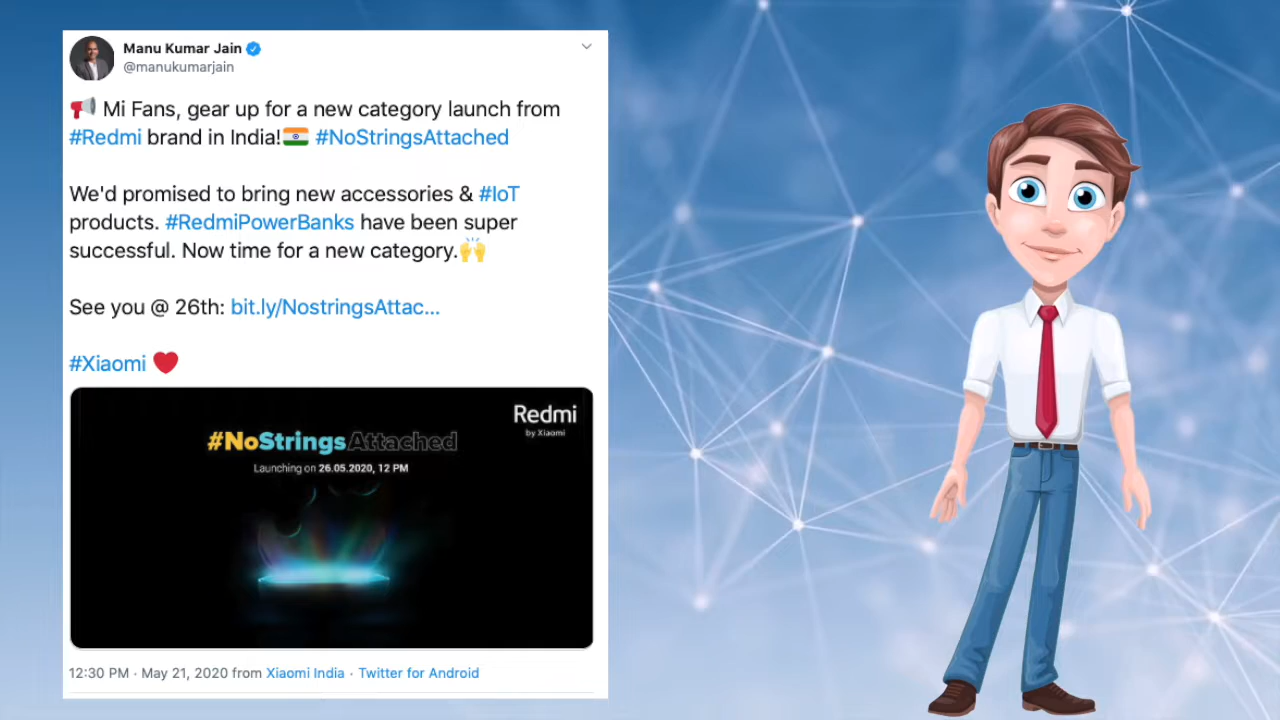 Manu Kumar Jain
@manukumarjain
📢 Mi Fans, gear up for a new category launch from
#Redmi brand in India!🇮🇳 #NoStringsAttached
We'd promised to bring new accessories & #IoT
products. #RedmiPowerBanks have been super
successful. Now time for a new category.🙌
See you @ 26th: bit.ly/NostringsAttac...
#Xiaomi ❤️
Redmi
by Xiaomi
#NoStringsAttached
Launching on 26.05.2020, 12 PM
12:30 PM · May 21, 2020 from Xiaomi India · Twitter for Android